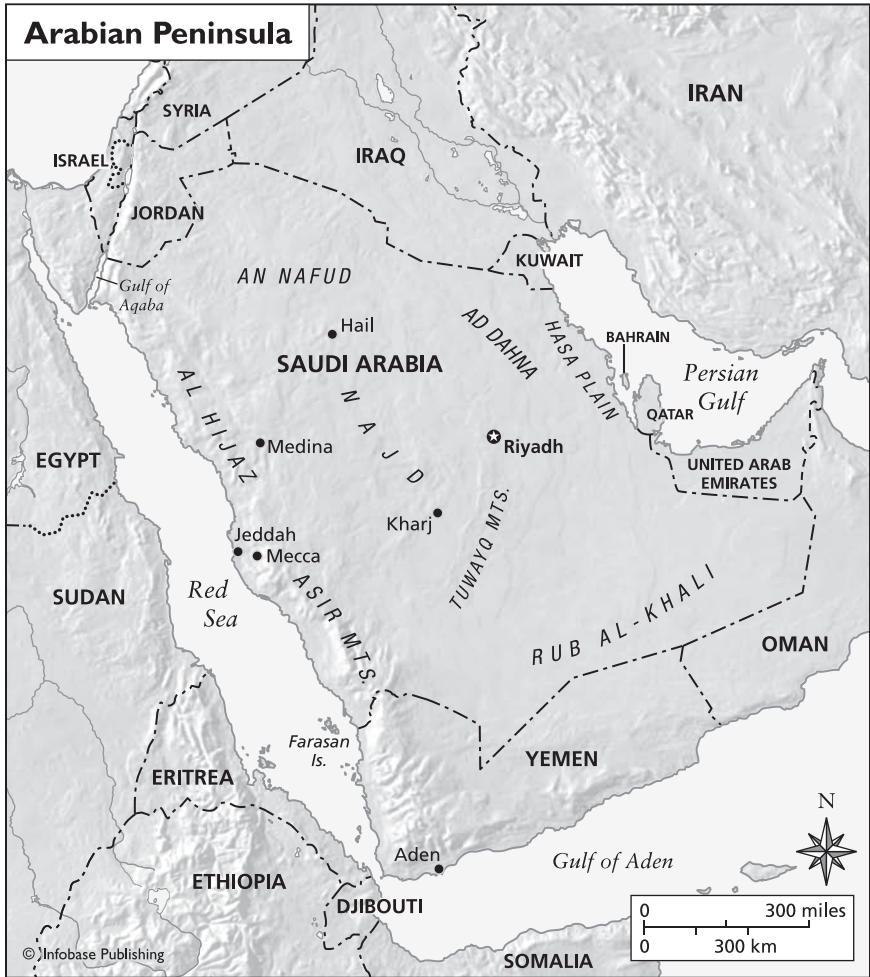 Arabian Peninsula
IRAN
SYRIA
IRAQ
ISRAEL
JORDAN
KUWAIT
Gulf of
Aqaba
AN NAFUD
Hail
AD DAHNA
HASA PLAIN
BAHRAIN
SAUDI ARABIA
Persian
Gulf
AL HIJAZ
NAJD
QATAR
Medina
Riyadh
EGYPT
UNITED ARAB
EMIRATES
Kharj
TUWAYQ MTS.
Jeddah
Mecca
SUDAN
Red
Sea
ASIR MTS.
RUB AL-KHALI
OMAN
Farasan
Is.
YEMEN
ERITREA
N
Aden
Gulf of Aden
ETHIOPIA
DJIBOUTI
0 300 miles
0 300 km
© Infobase Publishing
SOMALIA